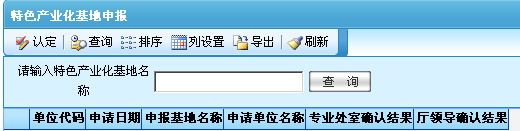 特色产业化基地申报
认定 查询 排序 列设置 导出 刷新
请输入特色产业化基地名
称
查 询
单位代码 申请日期 申报基地名称 申请单位名称 专业处室确认结果 厅领导确认结果